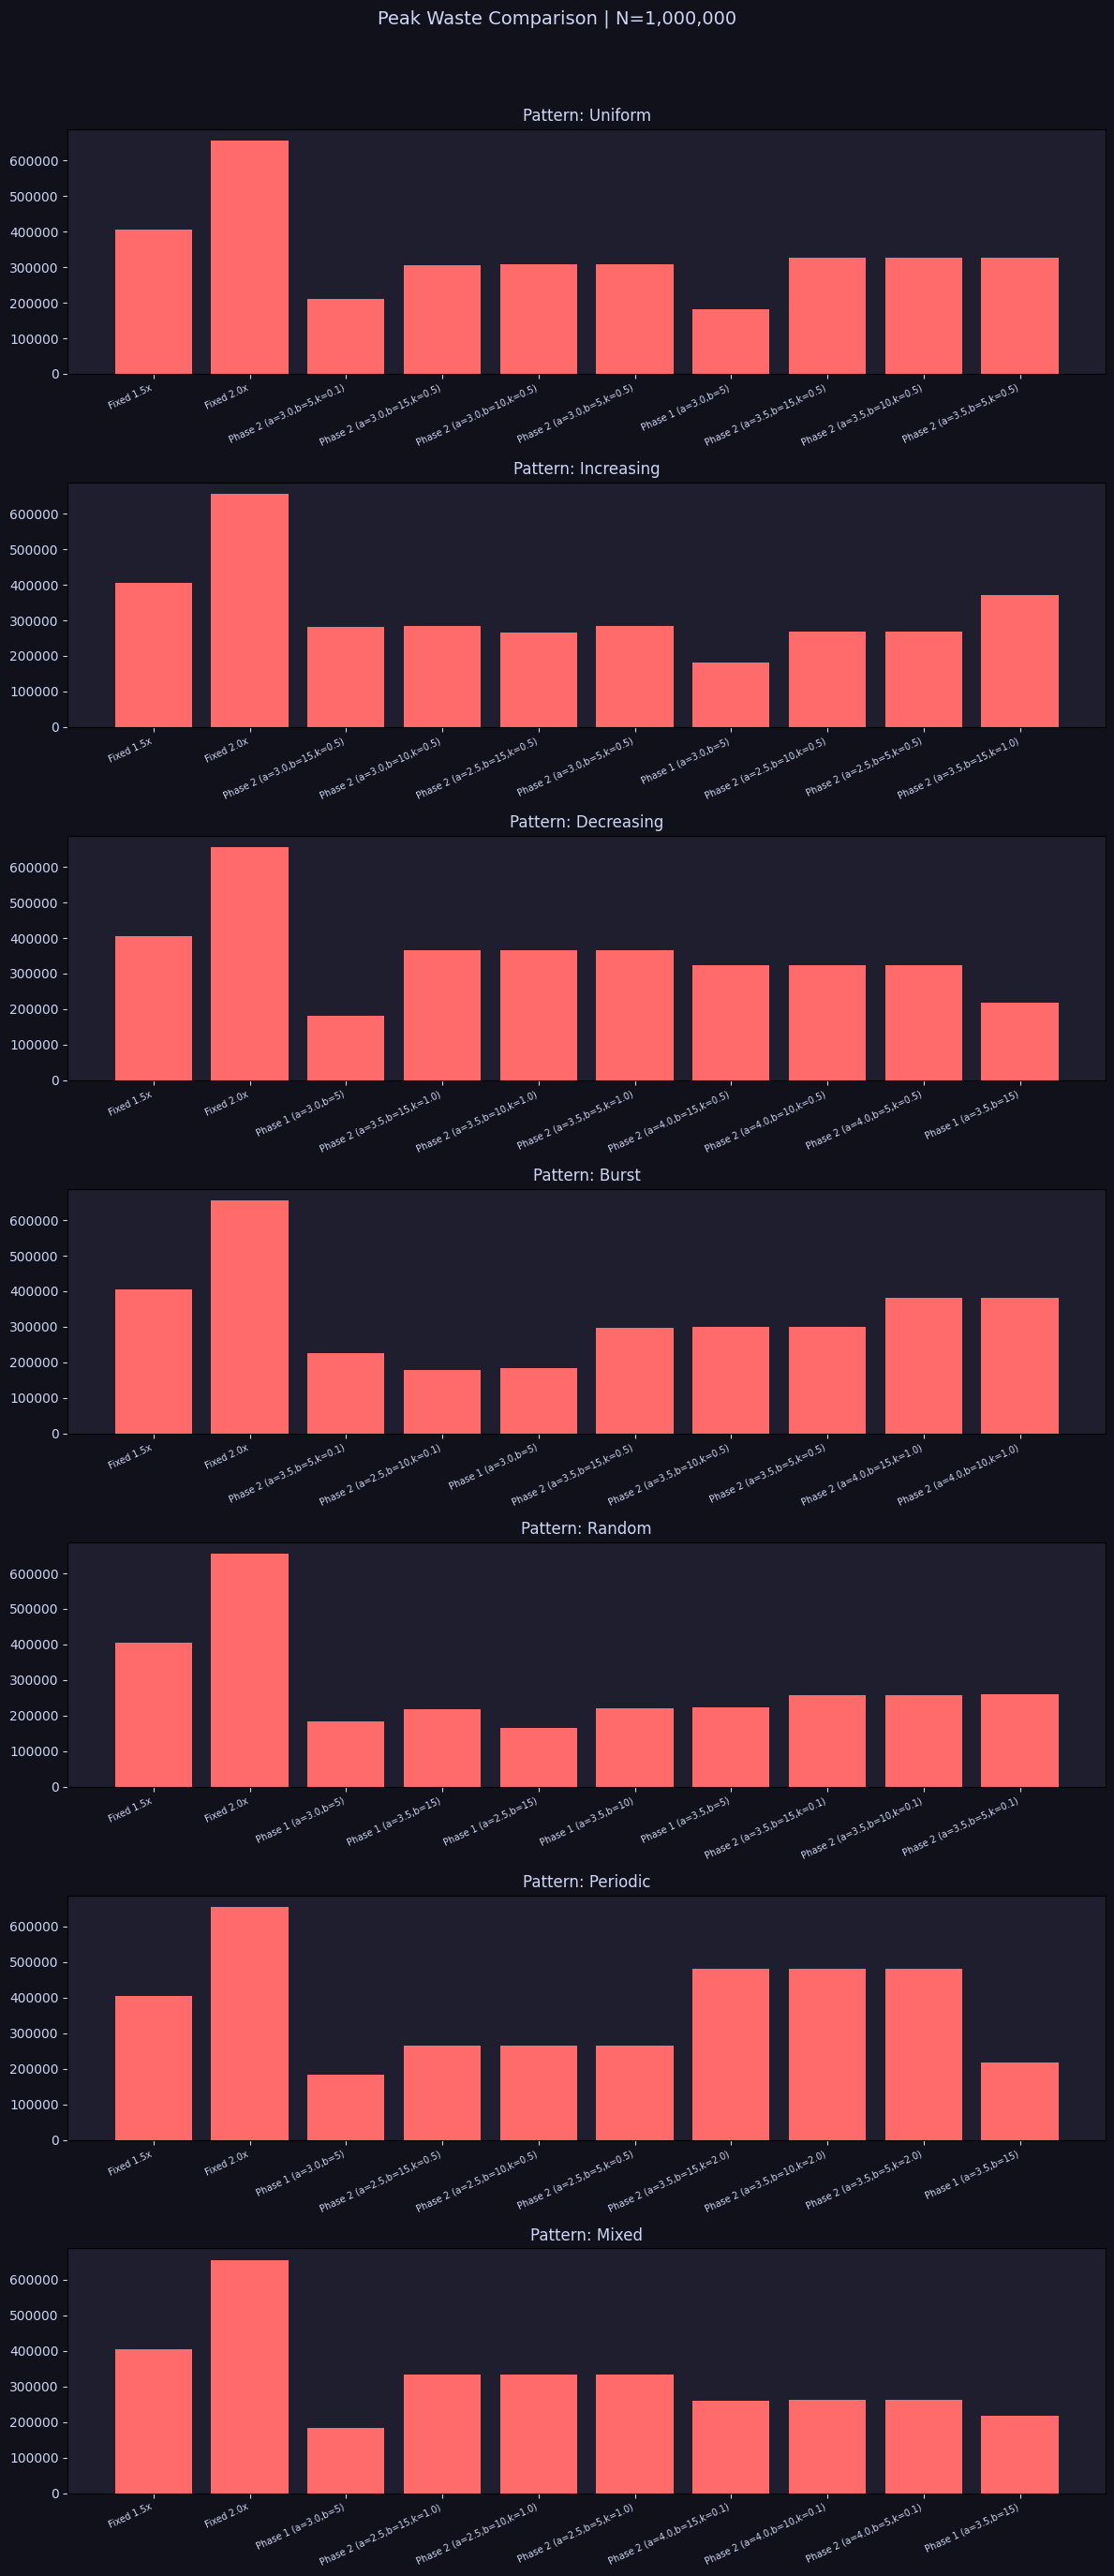 Peak Waste Comparison | N=1,000,000
Pattern: Uniform
600000
500000
400000
300000
200000
100000
0
Fixed 1.5x
Fixed 2.0x
Phase 2 (a=3.0,b=5,k=0.1)
Phase 2 (a=3.0,b=15,k=0.5)
Phase 2 (a=3.0,b=10,k=0.5)
Phase 2 (a=3.0,b=5,k=0.5)
Phase 1 (a=3.0,b=5)
Phase 2 (a=3.5,b=15,k=0.5)
Phase 2 (a=3.5,b=10,k=0.5)
Phase 2 (a=3.5,b=5,k=0.5)
Pattern: Increasing
600000
500000
400000
300000
200000
100000
0
Fixed 1.5x
Fixed 2.0x
Phase 2 (a=3.0,b=15,k=0.5)
Phase 2 (a=3.0,b=10,k=0.5)
Phase 2 (a=2.5,b=15,k=0.5)
Phase 2 (a=3.0,b=5,k=0.5)
Phase 1 (a=3.0,b=5)
Phase 2 (a=2.5,b=10,k=0.5)
Phase 2 (a=2.5,b=5,k=0.5)
Phase 2 (a=3.5,b=15,k=1.0)
Pattern: Decreasing
600000
500000
400000
300000
200000
100000
0
Fixed 1.5x
Fixed 2.0x
Phase 1 (a=3.0,b=5)
Phase 2 (a=3.5,b=15,k=1.0)
Phase 2 (a=3.5,b=10,k=1.0)
Phase 2 (a=3.5,b=5,k=1.0)
Phase 2 (a=4.0,b=15,k=0.5)
Phase 2 (a=4.0,b=10,k=0.5)
Phase 2 (a=4.0,b=5,k=0.5)
Phase 1 (a=3.5,b=15)
Pattern: Burst
600000
500000
400000
300000
200000
100000
0
Fixed 1.5x
Fixed 2.0x
Phase 2 (a=3.5,b=5,k=0.1)
Phase 2 (a=2.5,b=10,k=0.1)
Phase 1 (a=3.0,b=5)
Phase 2 (a=3.5,b=15,k=0.5)
Phase 2 (a=3.5,b=10,k=0.5)
Phase 2 (a=3.5,b=5,k=0.5)
Phase 2 (a=4.0,b=15,k=1.0)
Phase 2 (a=4.0,b=10,k=1.0)
Pattern: Random
600000
500000
400000
300000
200000
100000
0
Fixed 1.5x
Fixed 2.0x
Phase 1 (a=3.0,b=5)
Phase 1 (a=3.5,b=15)
Phase 1 (a=2.5,b=15)
Phase 1 (a=3.5,b=10)
Phase 1 (a=3.5,b=5)
Phase 2 (a=3.5,b=15,k=0.1)
Phase 2 (a=3.5,b=10,k=0.1)
Phase 2 (a=3.5,b=5,k=0.1)
Pattern: Periodic
600000
500000
400000
300000
200000
100000
0
Fixed 1.5x
Fixed 2.0x
Phase 1 (a=3.0,b=5)
Phase 2 (a=2.5,b=15,k=0.5)
Phase 2 (a=2.5,b=10,k=0.5)
Phase 2 (a=2.5,b=5,k=0.5)
Phase 2 (a=3.5,b=15,k=2.0)
Phase 2 (a=3.5,b=10,k=2.0)
Phase 2 (a=3.5,b=5,k=2.0)
Phase 1 (a=3.5,b=15)
Pattern: Mixed
600000
500000
400000
300000
200000
100000
0
Fixed 1.5x
Fixed 2.0x
Phase 1 (a=3.0,b=5)
Phase 2 (a=2.5,b=15,k=1.0)
Phase 2 (a=2.5,b=10,k=1.0)
Phase 2 (a=2.5,b=5,k=1.0)
Phase 2 (a=4.0,b=15,k=0.1)
Phase 2 (a=4.0,b=10,k=0.1)
Phase 2 (a=4.0,b=5,k=0.1)
Phase 1 (a=3.5,b=15)